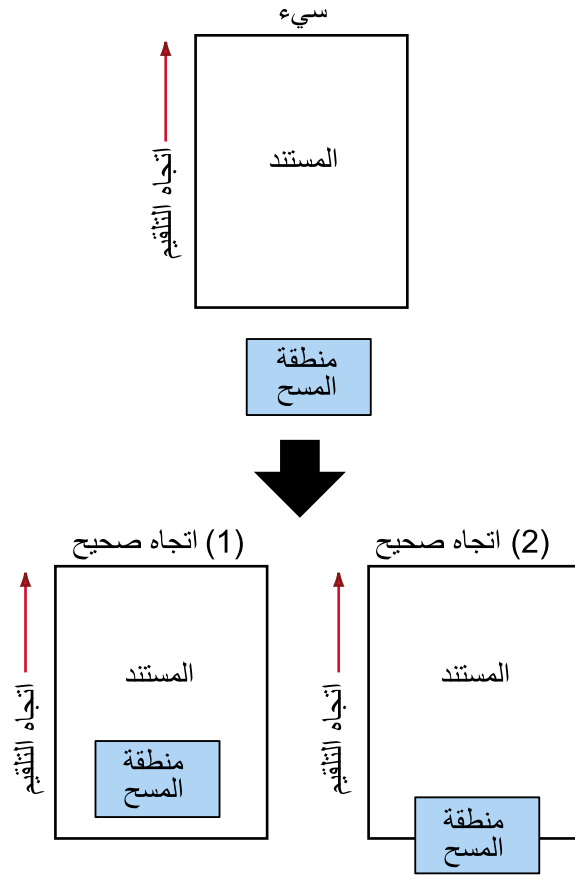 سيء
المستند
اتجاه التلقيم
منطقة
المسح
(1) اتجاه صحيح
(2) اتجاه صحيح
المستند
اتجاه التلقيم
منطقة
المسح
المستند
اتجاه التلقيم
منطقة
المسح